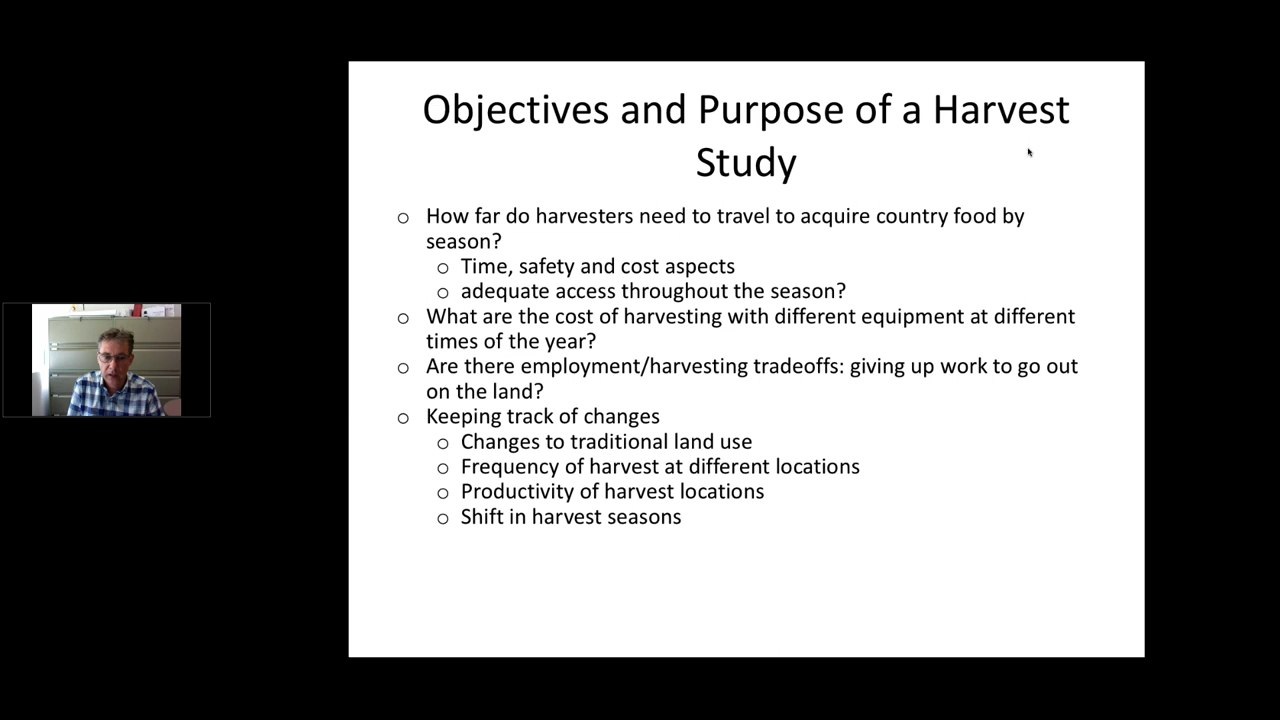 Objectives and Purpose of a Harvest
Study
o How far do harvesters need to travel to acquire country food by
season?
o Time, safety and cost aspects
o adequate access throughout the season?
o What are the cost of harvesting with different equipment at different
times of the year?
o Are there employment/harvesting tradeoffs: giving up work to go out
on the land?
o Keeping track of changes
o Changes to traditional land use
o Frequency of harvest at different locations
o Productivity of harvest locations
o Shift in harvest seasons